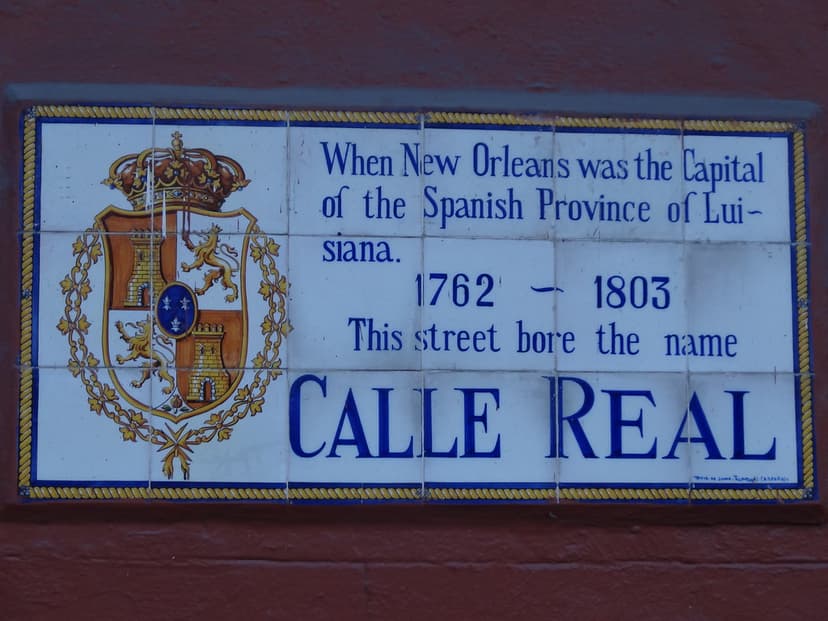 When New Orleans was the Capital
of the Spanish Province of Lui~
siana.
1762 ~ 1803
This street bore the name
CALLE REAL